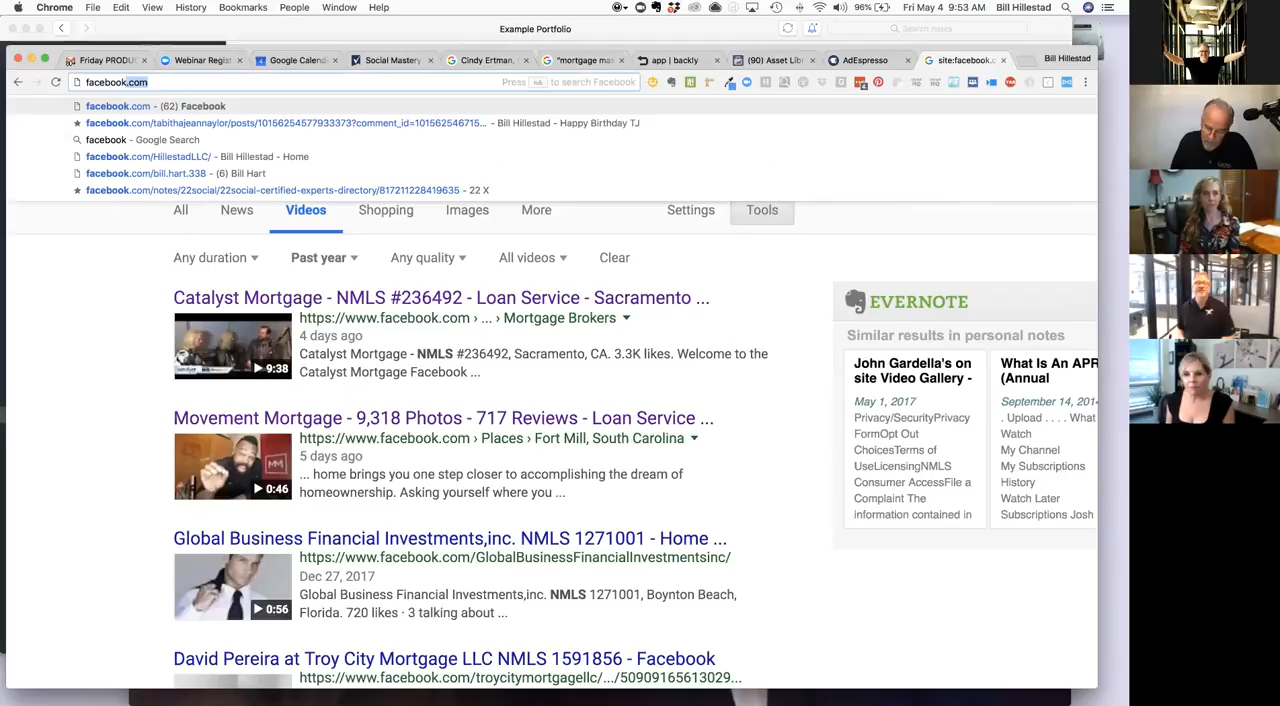 Chrome File Edit View History Bookmarks People Window Help 96% Fri May 4 9:53 AM Bill Hillestad
Example Portfolio Search
Friday PRODU Webinar Regist Google Calend Social Mastery Cindy Ertman, "mortgage mas app | backly (90) Asset Libr AdEspresso site:facebook.c Bill Hillestad
facebook.com Press tab to search Facebook
facebook.com - (62) Facebook
facebook.com/tabithajeannaylor/posts/10156254577933373?comment_id=101562546715... - Bill Hillestad - Happy Birthday TJ
facebook - Google Search
facebook.com/HillestadLLC/ - Bill Hillestad - Home
facebook.com/bill.hart.338 - (6) Bill Hart
facebook.com/notes/22social/22social-certified-experts-directory/817211228419635 - 22 X
All News Videos Shopping Images More Settings Tools
Any duration Past year Any quality All videos Clear
Catalyst Mortgage - NMLS #236492 - Loan Service - Sacramento ...
https://www.facebook.com › ... › Mortgage Brokers
4 days ago
Catalyst Mortgage - NMLS #236492, Sacramento, CA. 3.3K likes. Welcome to the
Catalyst Mortgage Facebook ...
9:38
Movement Mortgage - 9,318 Photos - 717 Reviews - Loan Service ...
https://www.facebook.com › Places › Fort Mill, South Carolina
5 days ago
... home brings you one step closer to accomplishing the dream of
homeownership. Asking yourself where you ...
0:46
Global Business Financial Investments,inc. NMLS 1271001 - Home ...
https://www.facebook.com/GlobalBusinessFinancialInvestmentsinc/
Dec 27, 2017
Global Business Financial Investments,inc. NMLS 1271001, Boynton Beach,
Florida. 720 likes · 3 talking about ...
0:56
David Pereira at Troy City Mortgage LLC NMLS 1591856 - Facebook
https://www.facebook.com/troycitymortgagellc/.../50909165613029...
EVERNOTE
Similar results in personal notes
John Gardella's on
site Video Gallery -
May 1, 2017
Privacy/SecurityPrivacy
FormOpt Out
ChoicesTerms of
UseLicensingNMLS
Consumer AccessFile a
Complaint The
information contained in
What Is An APR
(Annual
September 14, 2014
. Upload . . . . What
Watch
My Channel
My Subscriptions
History
Watch Later
Subscriptions Josh